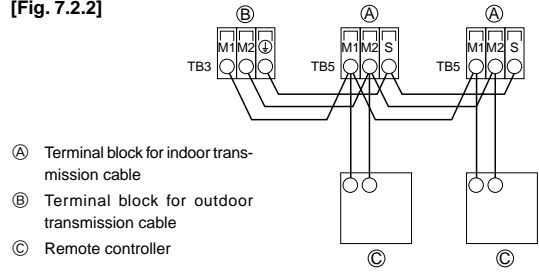 [Fig. 7.2.2]
Ⓑ Ⓐ Ⓐ
M1 M2 ⏚ M1 M2 S M1 M2 S
TB3 TB5 TB5
Ⓐ Terminal block for indoor trans-
mission cable
Ⓑ Terminal block for outdoor
transmission cable
Ⓒ Remote controller
Ⓒ Ⓒ